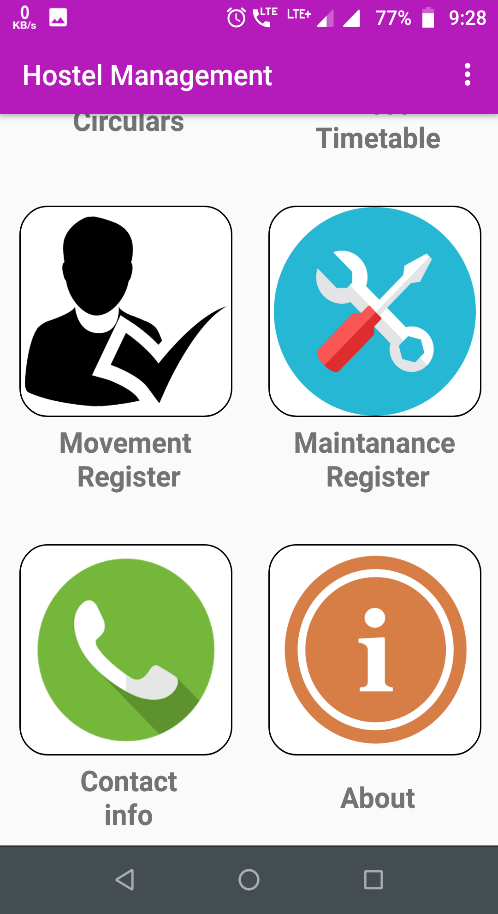 0
KB/s
LTE
LTE+
77%
9:28
Hostel Management
Circulars
Timetable
Movement
Register
Maintanance
Register
i
Contact
info
About